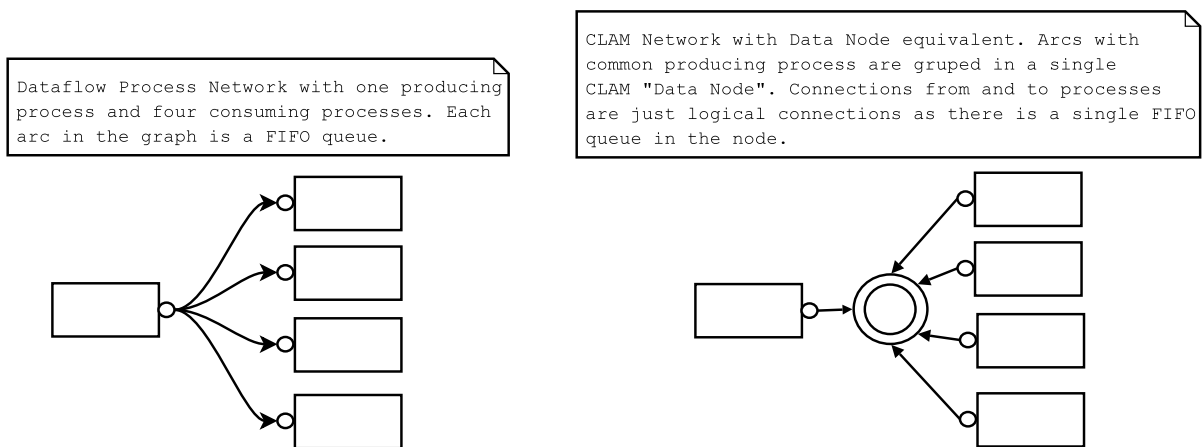 Dataflow Process Network with one producing
process and four consuming processes. Each
arc in the graph is a FIFO queue.
CLAM Network with Data Node equivalent. Arcs with
common producing process are gruped in a single
CLAM "Data Node". Connections from and to processes
are just logical connections as there is a single FIFO
queue in the node.